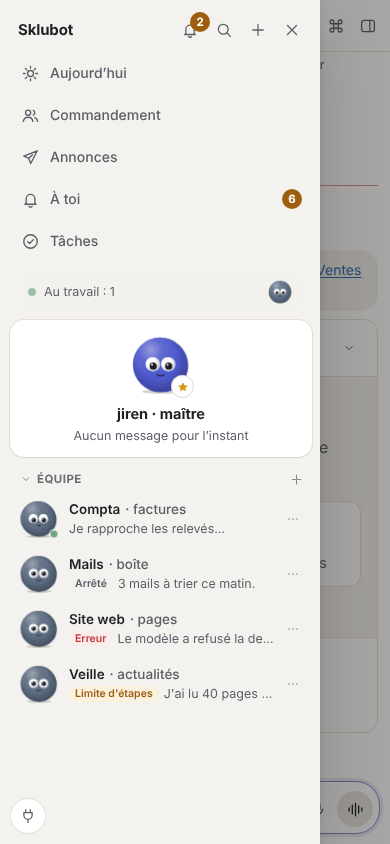 Sklubot
2
Aujourd'hui
Commandement
Annonces
À toi
6
Tâches
Au travail : 1
jiren · maître
Aucun message pour l'instant
ÉQUIPE
Compta · factures
Je rapproche les relevés…
Mails · boîte
Arrêté 3 mails à trier ce matin.
Site web · pages
Erreur Le modèle a refusé la de…
Veille · actualités
Limite d'étapes J'ai lu 40 pages …
r
Ventes
e
s